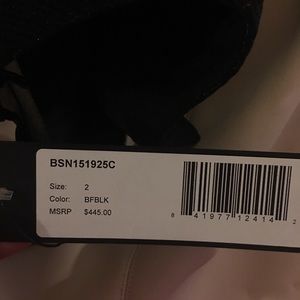 BSN151925C
Size: 2
Color: BFBLK
MSRP $445.00
8 41977 12414 2